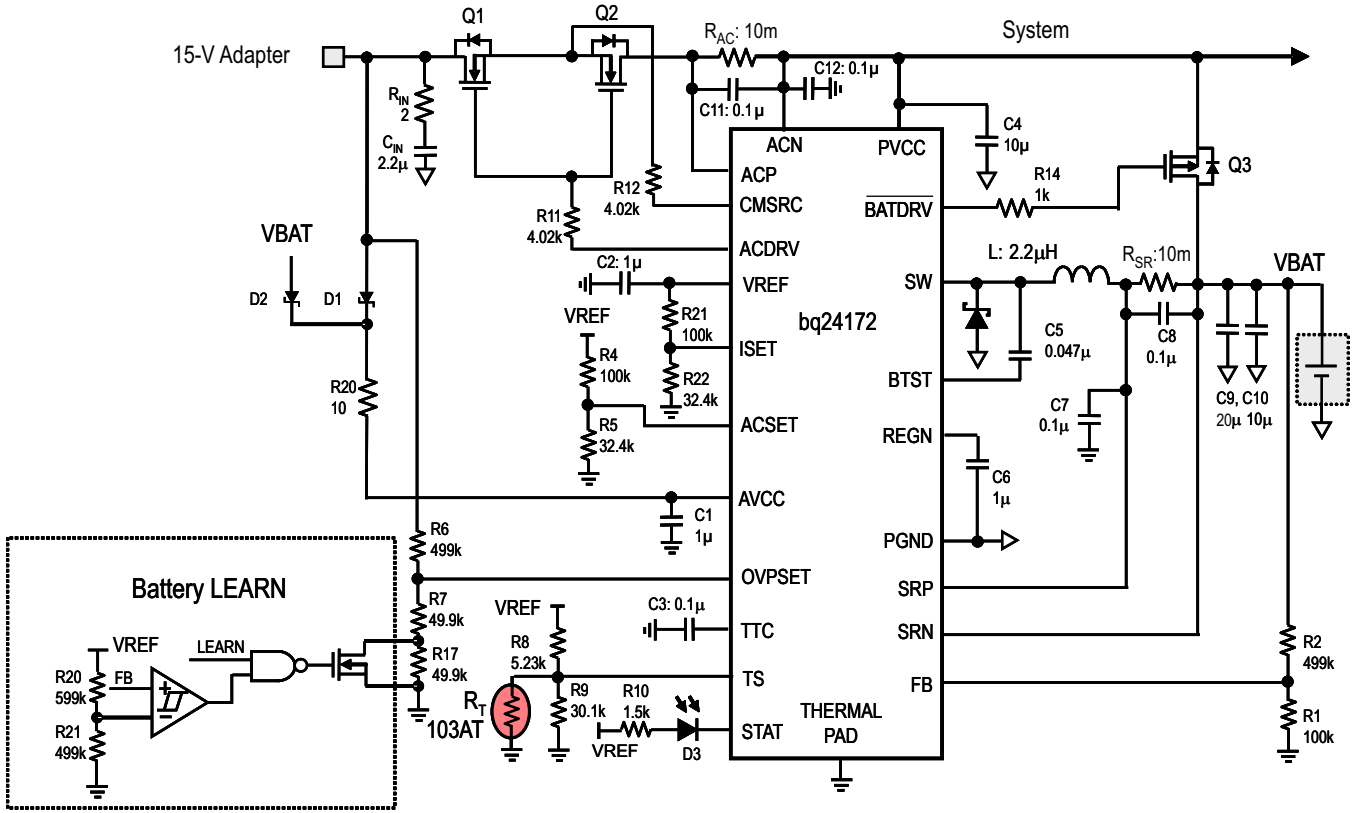 Q1
Q2
15-V Adapter
RAC: 10m
System
C12: 0.1µ
C11: 0.1µ
RIN
2
CIN
2.2µ
ACN
PVCC
C4
10µ
Q3
ACP
R12
4.02k
CMSRC
R14
1k
BATDRV
R11
4.02k
ACDRV
VBAT
C2: 1µ
VREF
L: 2.2µH
RSR:10m
VBAT
SW
D2
D1
VREF
R21
100k
bq24172
C5
0.047µ
C8
0.1µ
R4
100k
ISET
R22
32.4k
BTST
R20
10
C9, C10
20µ 10µ
C7
0.1µ
R5
32.4k
ACSET
REGN
C6
1µ
AVCC
C1
1µ
R6
499k
PGND
Battery LEARN
OVPSET
SRP
R7
49.9k
VREF
C3: 0.1µ
TTC
SRN
VREF
LEARN
R8
5.23k
R17
49.9k
R2
499k
R20
599k
FB
TS
FB
RT
103AT
R9
30.1k
R10
1.5k
THERMAL
PAD
R1
100k
R21
499k
VREF
D3
STAT